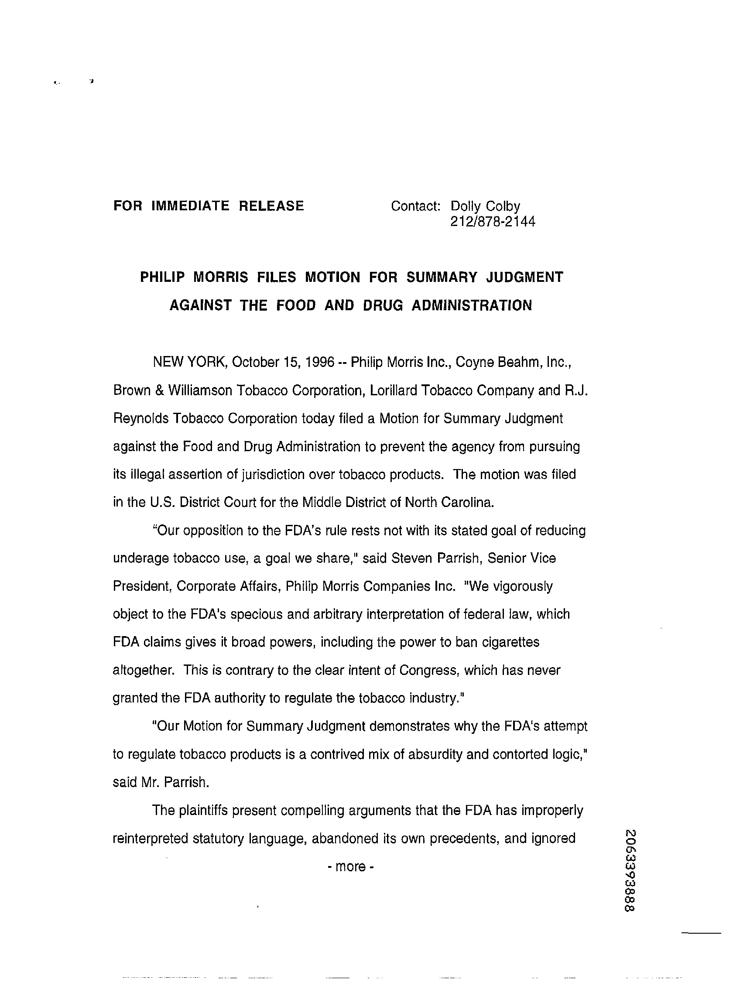 FOR IMMEDIATE RELEASE Contact: Dolly Colby
212/878-2144
PHILIP MORRIS FILES MOTION FOR SUMMARY JUDGMENT
AGAINST THE FOOD AND DRUG ADMINISTRATION
NEW YORK, October 15, 1996 -- Philip Morris Inc., Coyne Beahm, Inc.,
Brown & Williamson Tobacco Corporation, Lorillard Tobacco Company and R.J.
Reynolds Tobacco Corporation today filed a Motion for Summary Judgment
against the Food and Drug Administration to prevent the agency from pursuing
its illegal assertion of jurisdiction over tobacco products. The motion was filed
in the U.S. District Court for the Middle District of North Carolina.
"Our opposition to the FDA's rule rests not with its stated goal of reducing
underage tobacco use, a goal we share," said Steven Parrish, Senior Vice
President, Corporate Affairs, Philip Morris Companies Inc. "We vigorously
object to the FDA's specious and arbitrary interpretation of federal law, which
FDA claims gives it broad powers, including the power to ban cigarettes
altogether. This is contrary to the clear intent of Congress, which has never
granted the FDA authority to regulate the tobacco industry."
"Our Motion for Summary Judgment demonstrates why the FDA's attempt
to regulate tobacco products is a contrived mix of absurdity and contorted logic,"
said Mr. Parrish.
The plaintiffs present compelling arguments that the FDA has improperly
reinterpreted statutory language, abandoned its own precedents, and ignored
- more -
2063393888